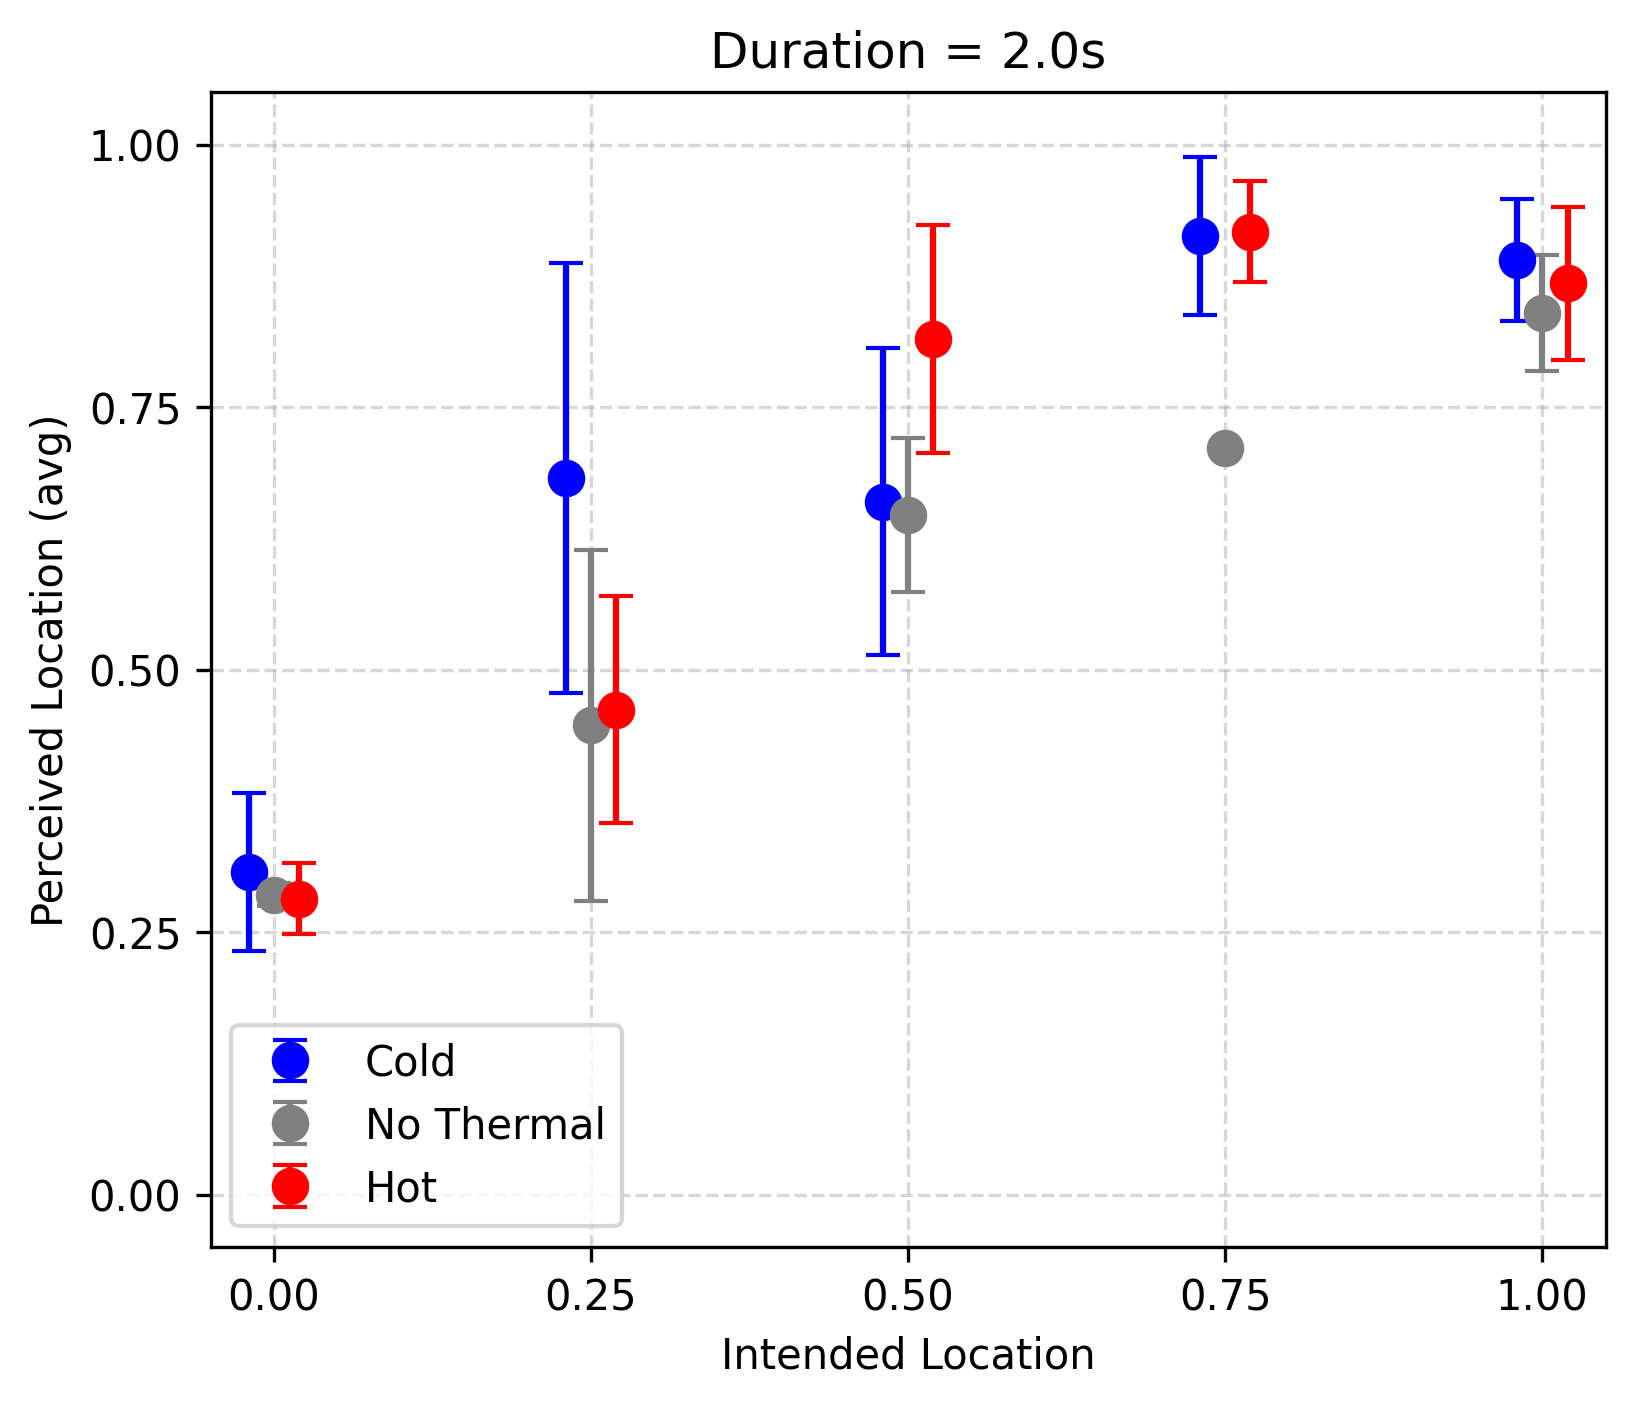 Duration = 2.0s
1.00
0.75
0.50
0.25
0.00
Perceived Location (avg)
Cold
No Thermal
Hot
0.00 0.25 0.50 0.75 1.00
Intended Location